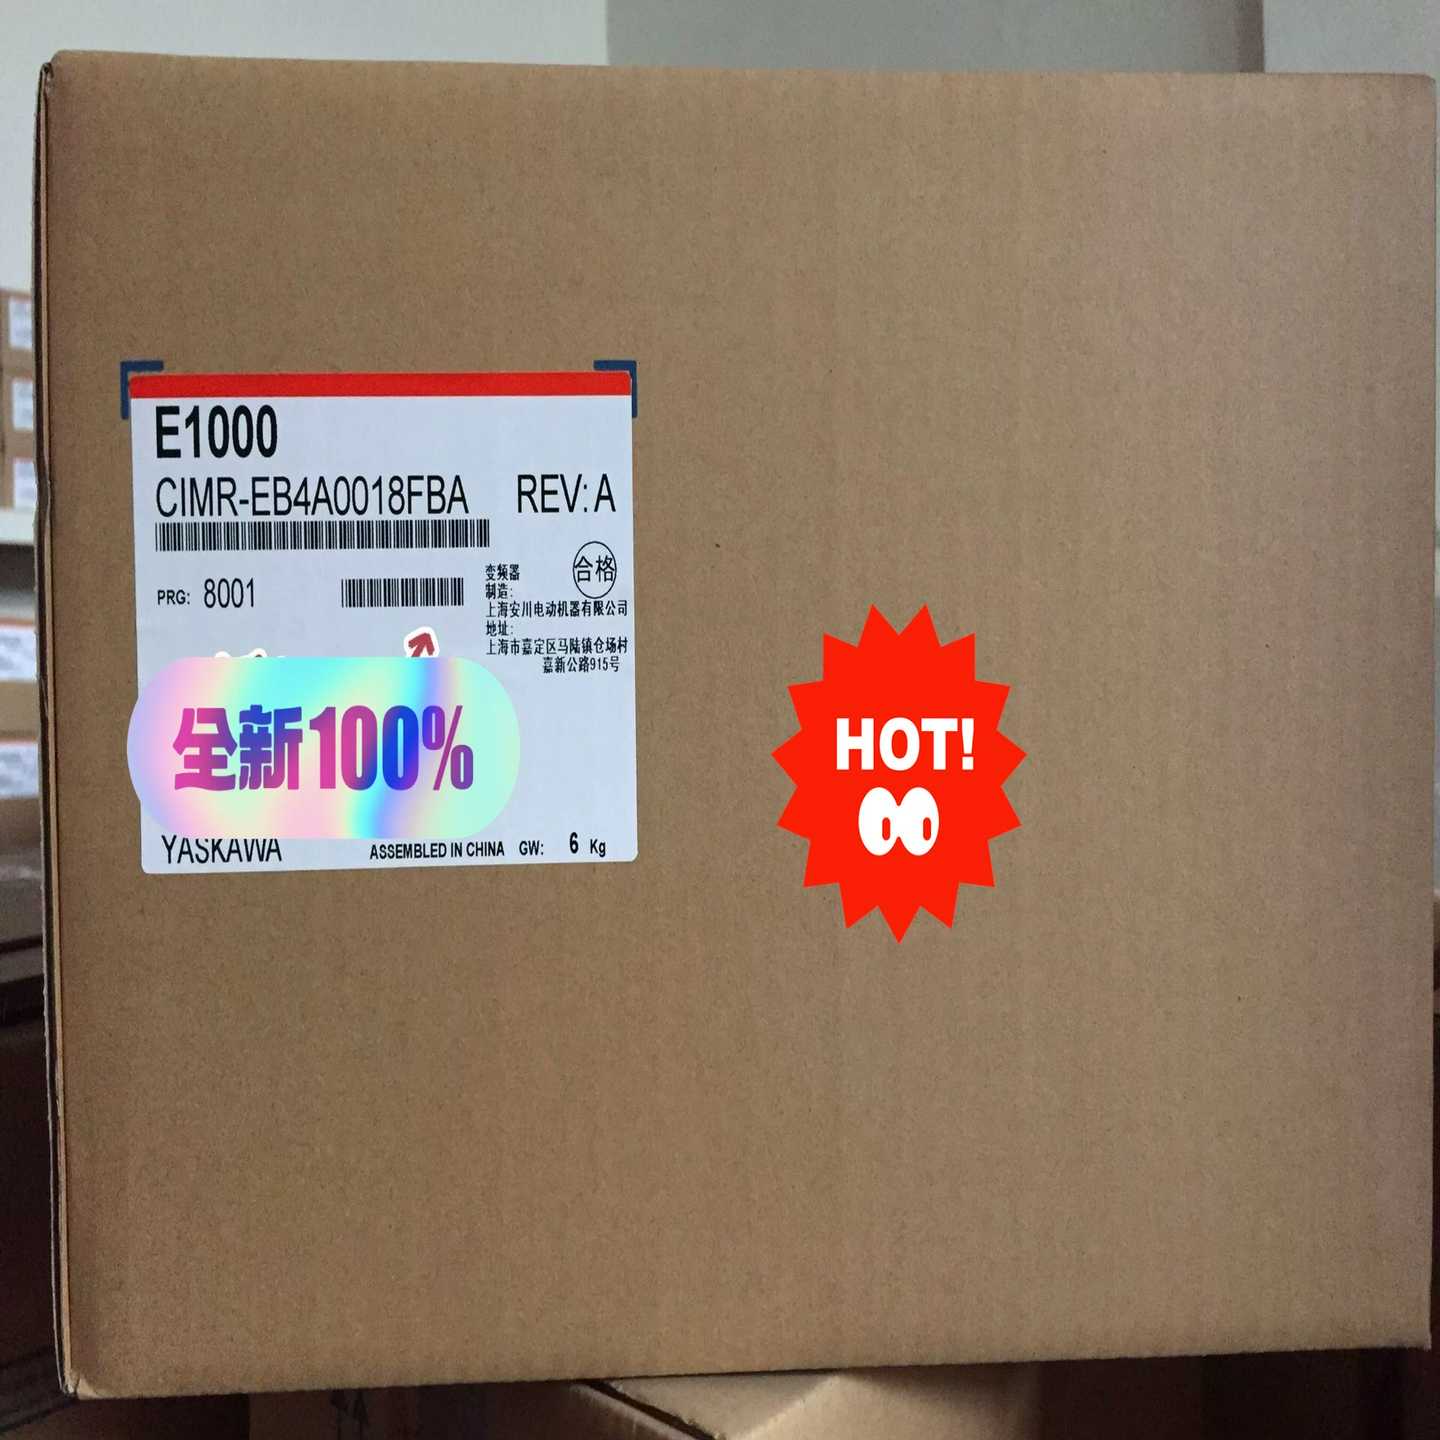 E1000
CIMR-EB4A0018FBA REV: A
PRG: 8001
变频器
合格
制造:
上海安川电动机器有限公司
地址:
上海市嘉定区马陆镇仓场村
嘉新公路915号
全新100%
YASKAWA ASSEMBLED IN CHINA GW: 6 Kg
HOT!